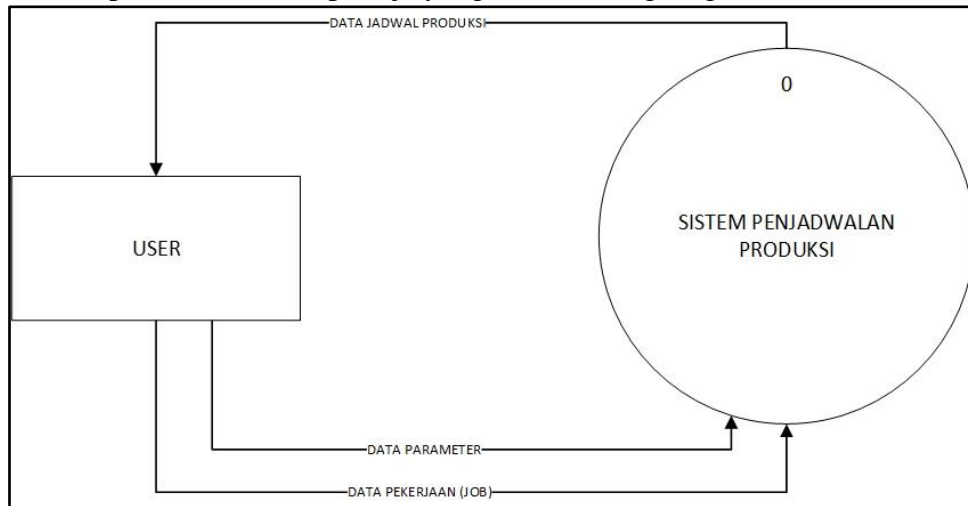 DATA JADWAL PRODUKSI
0
USER
SISTEM PENJADWALAN
PRODUKSI
DATA PARAMETER
DATA PEKERJAAN (JOB)